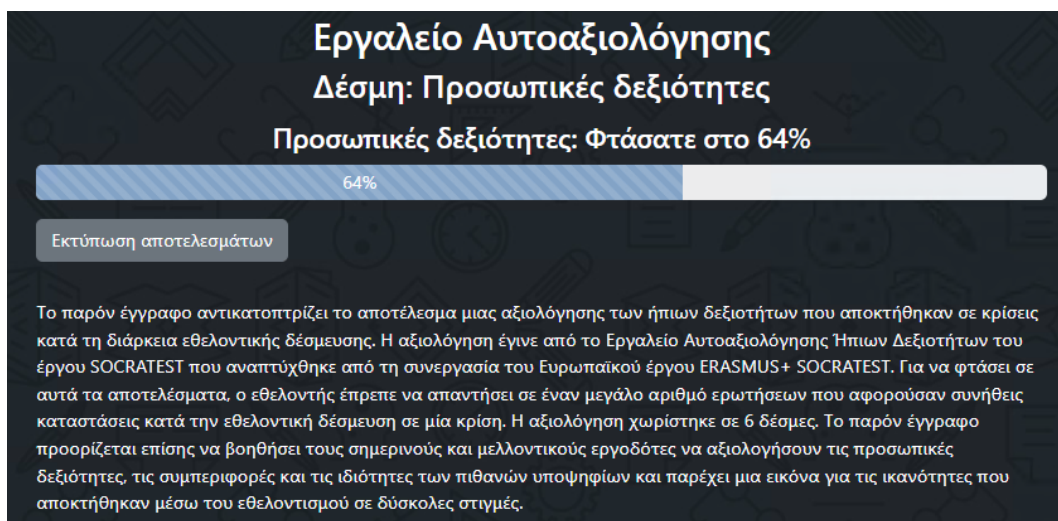 Εργαλείο Αυτοαξιολόγησης
Δέσμη: Προσωπικές δεξιότητες
Προσωπικές δεξιότητες: Φτάσατε στο 64%
64%
Εκτύπωση αποτελεσμάτων
Το παρόν έγγραφο αντικατοπτρίζει το αποτέλεσμα μιας αξιολόγησης των ήπιων δεξιοτήτων που αποκτήθηκαν σε κρίσεις
κατά τη διάρκεια εθελοντικής δέσμευσης. Η αξιολόγηση έγινε από το Εργαλείο Αυτοαξιολόγησης Ήπιων Δεξιοτήτων του
έργου SOCRATEST που αναπτύχθηκε από τη συνεργασία του Ευρωπαϊκού έργου ERASMUS+ SOCRATEST. Για να φτάσει σε
αυτά τα αποτελέσματα, ο εθελοντής έπρεπε να απαντήσει σε έναν μεγάλο αριθμό ερωτήσεων που αφορούσαν συνήθεις
καταστάσεις κατά την εθελοντική δέσμευση σε μία κρίση. Η αξιολόγηση χωρίστηκε σε 6 δέσμες. Το παρόν έγγραφο
προορίζεται επίσης να βοηθήσει τους σημερινούς και μελλοντικούς εργοδότες να αξιολογήσουν τις προσωπικές
δεξιότητες, τις συμπεριφορές και τις ιδιότητες των πιθανών υποψηφίων και παρέχει μια εικόνα για τις ικανότητες που
αποκτήθηκαν μέσω του εθελοντισμού σε δύσκολες στιγμές.